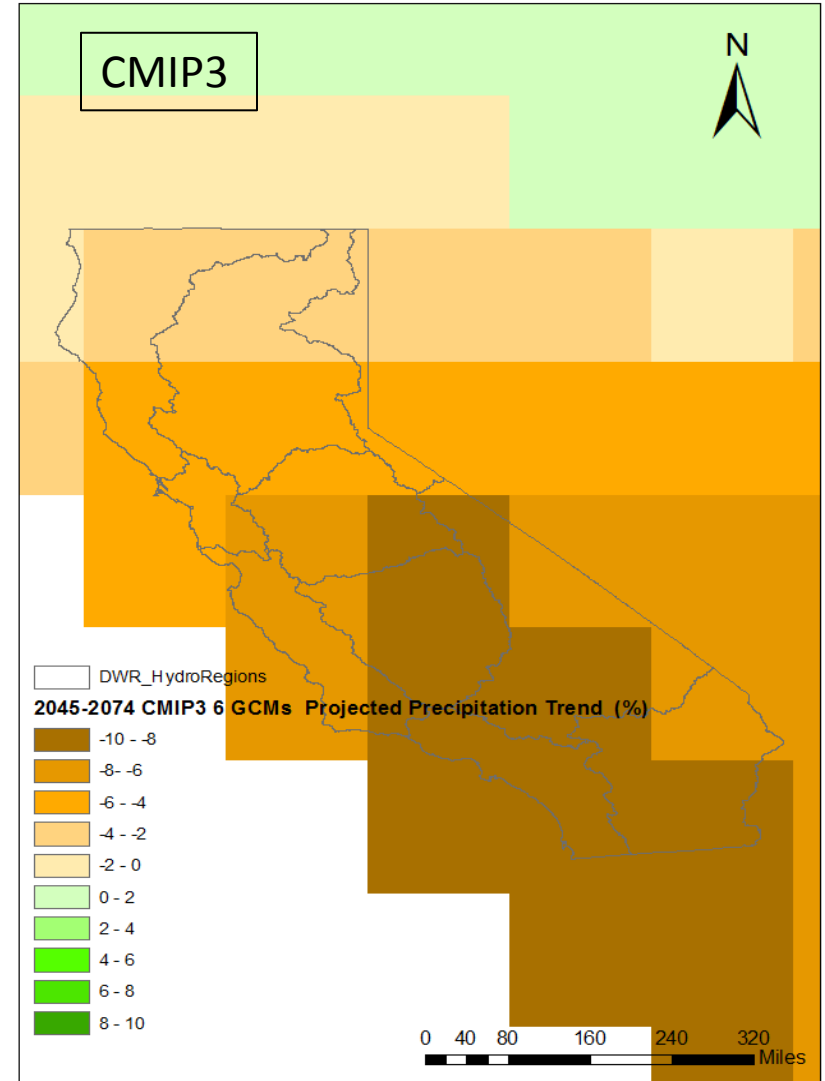 CMIP3
N
DWR_HydroRegions
2045-2074 CMIP3 6 GCMs Projected Precipitation Trend (%)
-10 - -8
-8- -6
-6 - -4
-4 - -2
-2 - 0
0 - 2
2 - 4
4 - 6
6 - 8
8 - 10
0 40 80 160 240 320
Miles